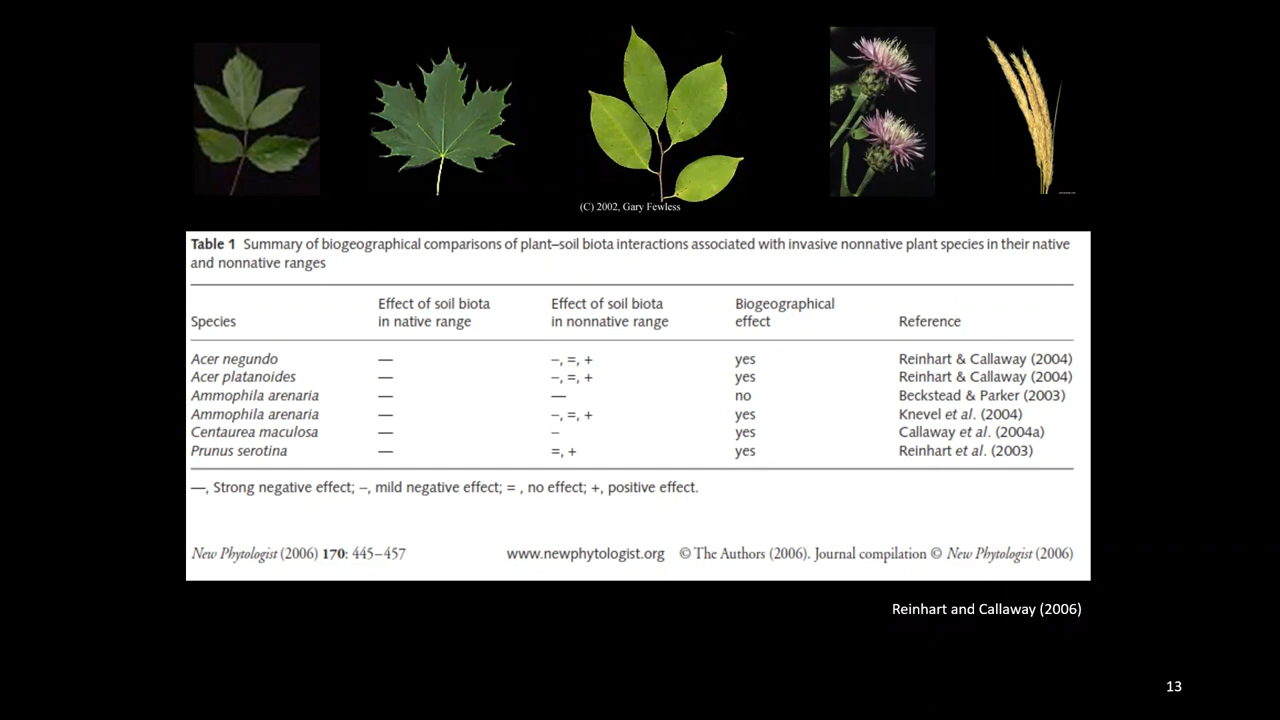 (C) 2002, Gary Fewless
Table 1 Summary of biogeographical comparisons of plant–soil biota interactions associated with invasive nonnative plant species in their native
and nonnative ranges
Species Effect of soil biota in native range Effect of soil biota in nonnative range Biogeographical effect Reference
Acer negundo — –, =, + yes Reinhart & Callaway (2004)
Acer platanoides — –, =, + yes Reinhart & Callaway (2004)
Ammophila arenaria — — no Beckstead & Parker (2003)
Ammophila arenaria — –, =, + yes Knevel et al. (2004)
Centaurea maculosa — – yes Callaway et al. (2004a)
Prunus serotina — =, + yes Reinhart et al. (2003)
—, Strong negative effect; –, mild negative effect; = , no effect; +, positive effect.
New Phytologist (2006) 170: 445–457 www.newphytologist.org © The Authors (2006). Journal compilation © New Phytologist (2006)
Reinhart and Callaway (2006)
13